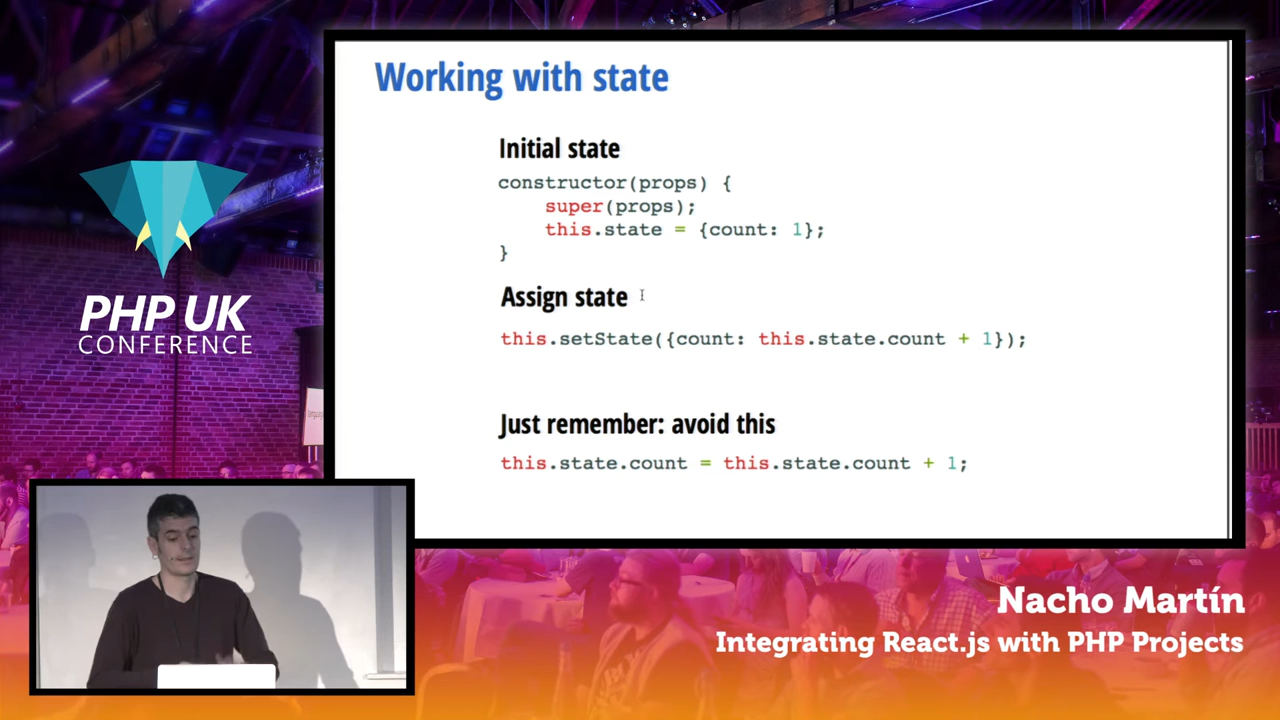 Working with state
Initial state
constructor(props) {
    super(props);
    this.state = {count: 1};
}
Assign state
this.setState({count: this.state.count + 1});
Just remember: avoid this
this.state.count = this.state.count + 1;
PHP UK
CONFERENCE
Nacho Martín
Integrating React.js with PHP Projects